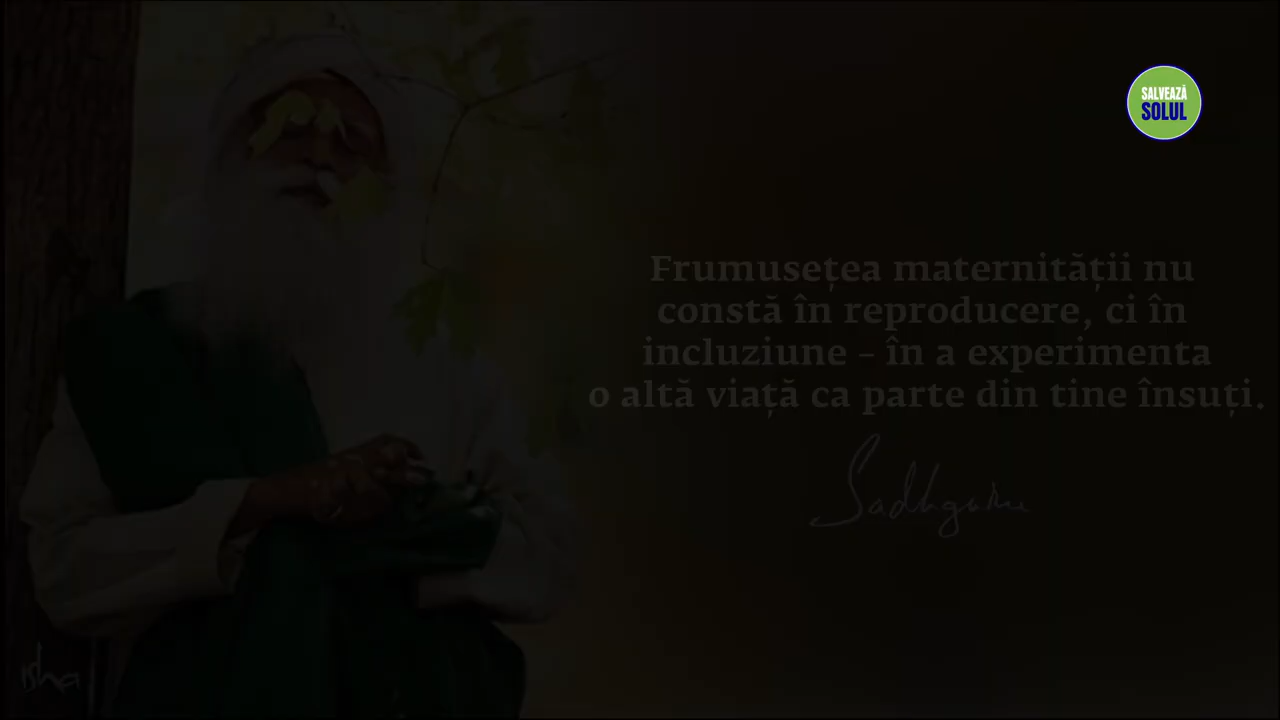 SALVEAZĂ
SOLUL
Frumusețea maternității nu
constă în reproducere, ci în
incluziune – în a experimenta
o altă viață ca parte din tine însuți.
Sadhguru
isha